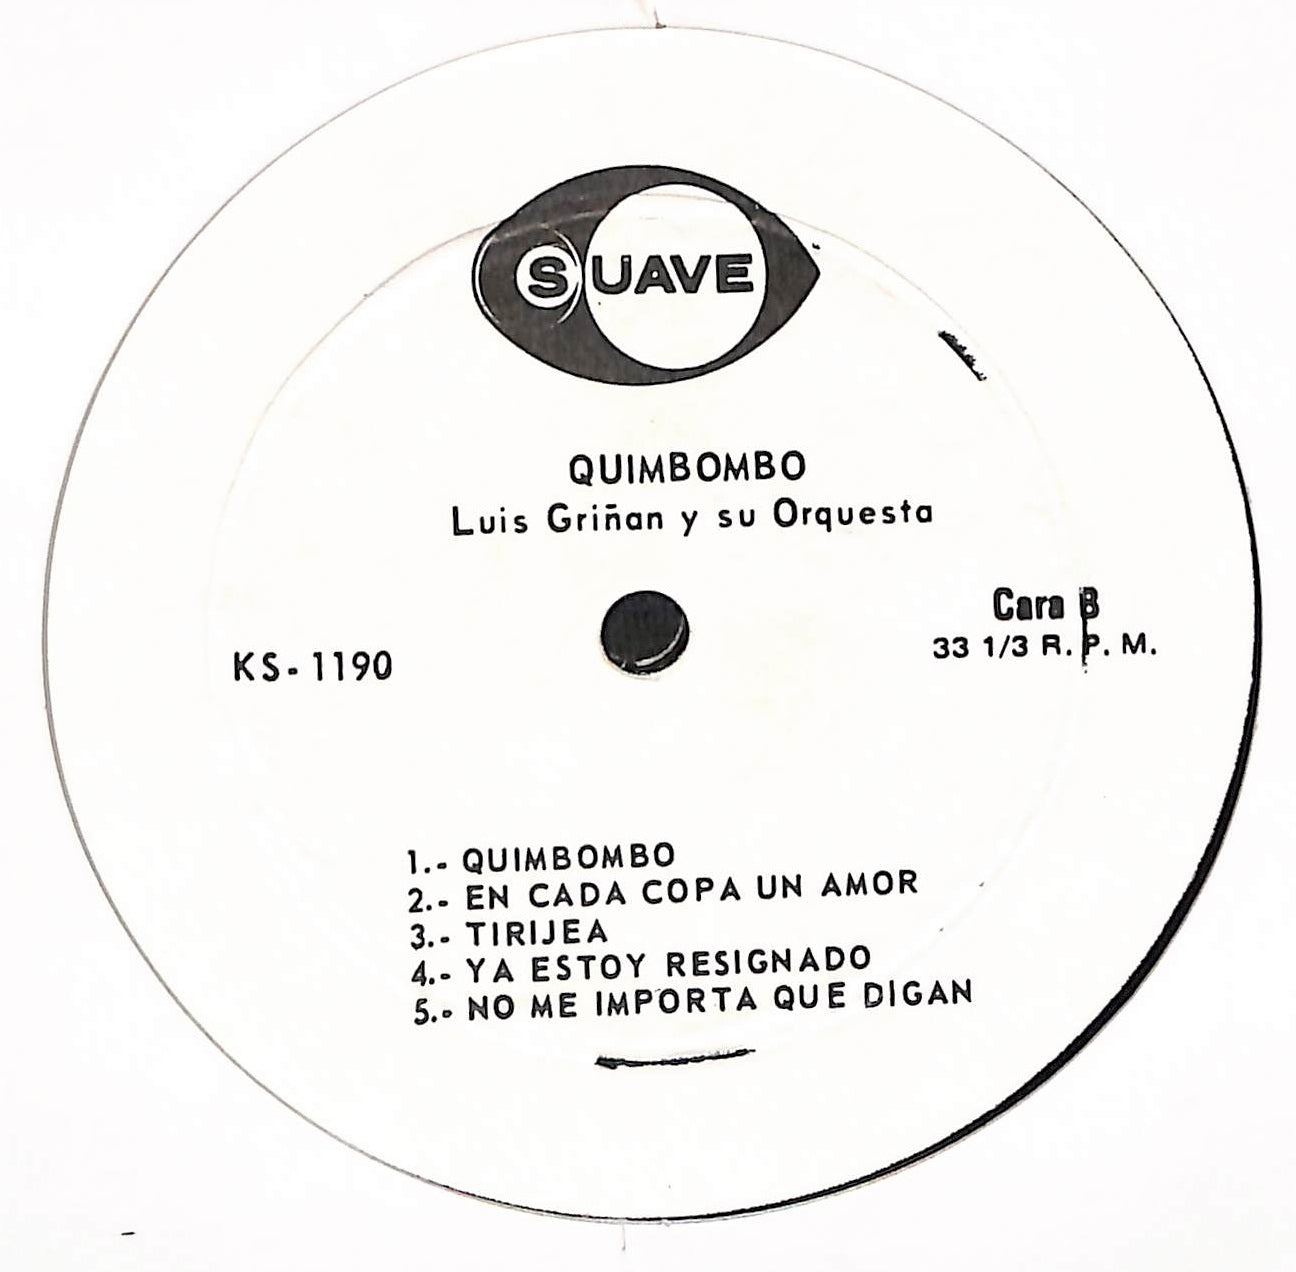 SUAVE
QUIMBOMBO
Luis Griñan y su Orquesta
Cara B
33 1/3 R. P. M.
KS-1190
1.- QUIMBOMBO
2.- EN CADA COPA UN AMOR
3.- TIRIJEA
4.- YA ESTOY RESIGNADO
5.- NO ME IMPORTA QUE DIGAN